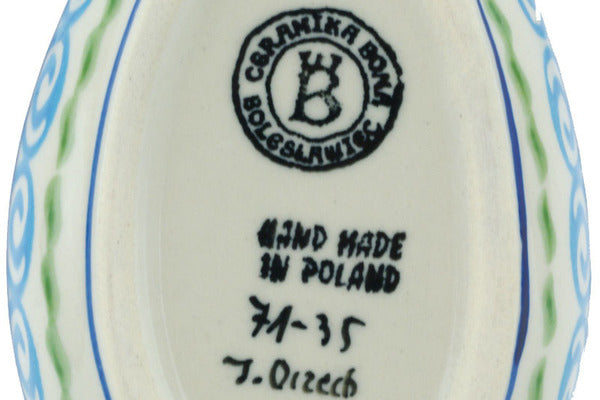 CERAMIKA BONA
B
BOLESŁAWIEC
HAND MADE
IN POLAND
71-35
J. Orzech